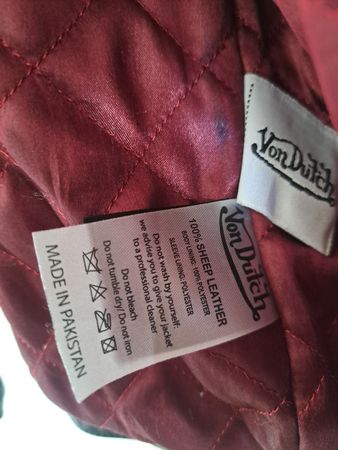 Von Dutch
Von Dutch
100% SHEEP LEATHER
BODY LINING: 100% POLYESTER
SLEEVE LINING: POLYESTER
Do not wash by yourself:
we advise you to give your jacket
to a professional cleaner
Do not bleach
Do not tumble dry/ Do not iron
MADE IN PAKISTAN